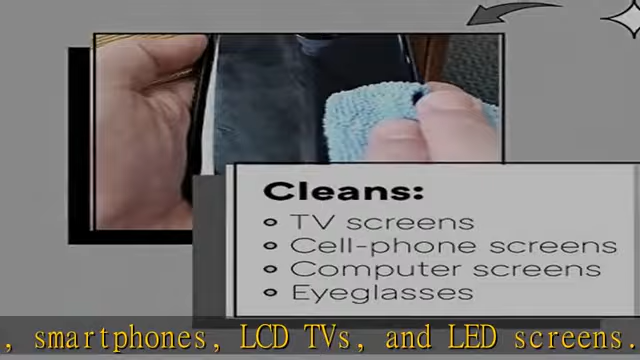 Cleans:
TV screens
Cell-phone screens
Computer screens
Eyeglasses
, smartphones, LCD TVs, and LED screens.